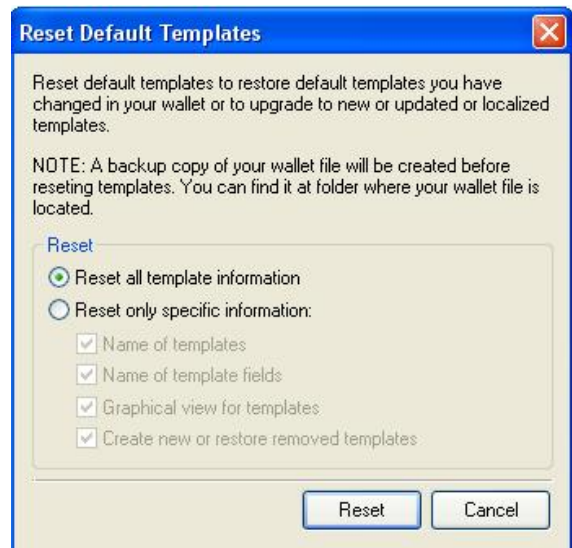 Reset Default Templates
Reset default templates to restore default templates you have
changed in your wallet or to upgrade to new or updated or localized
templates.
NOTE: A backup copy of your wallet file will be created before
reseting templates. You can find it at folder where your wallet file is
located.
Reset
Reset all template information
Reset only specific information:
Name of templates
Name of template fields
Graphical view for templates
Create new or restore removed templates
Reset
Cancel